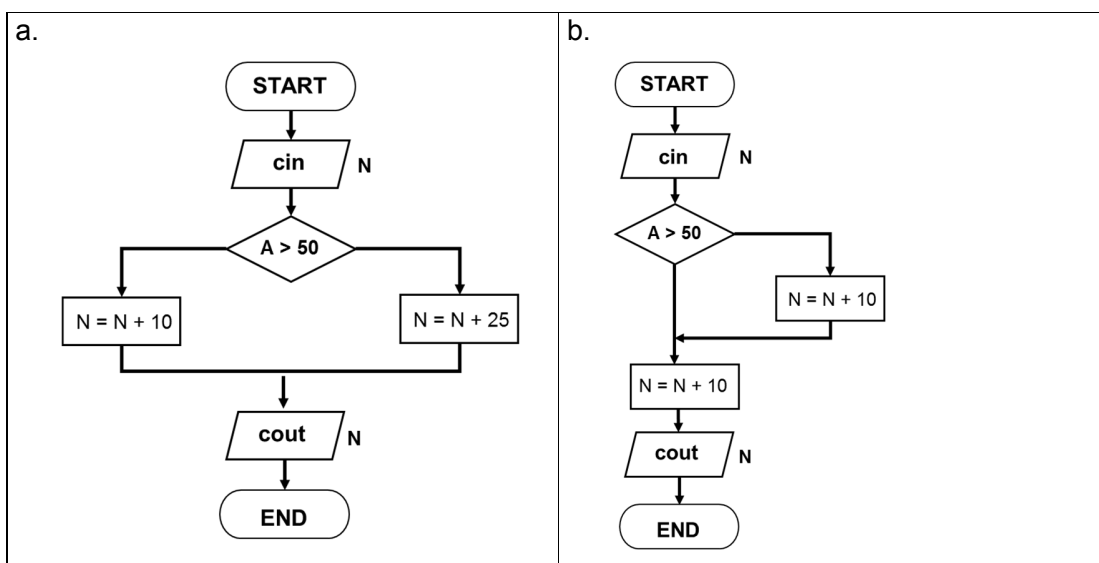 a.
START
cin N
A > 50
N = N + 10
N = N + 25
cout N
END
b.
START
cin N
A > 50
N = N + 10
N = N + 10
cout N
END